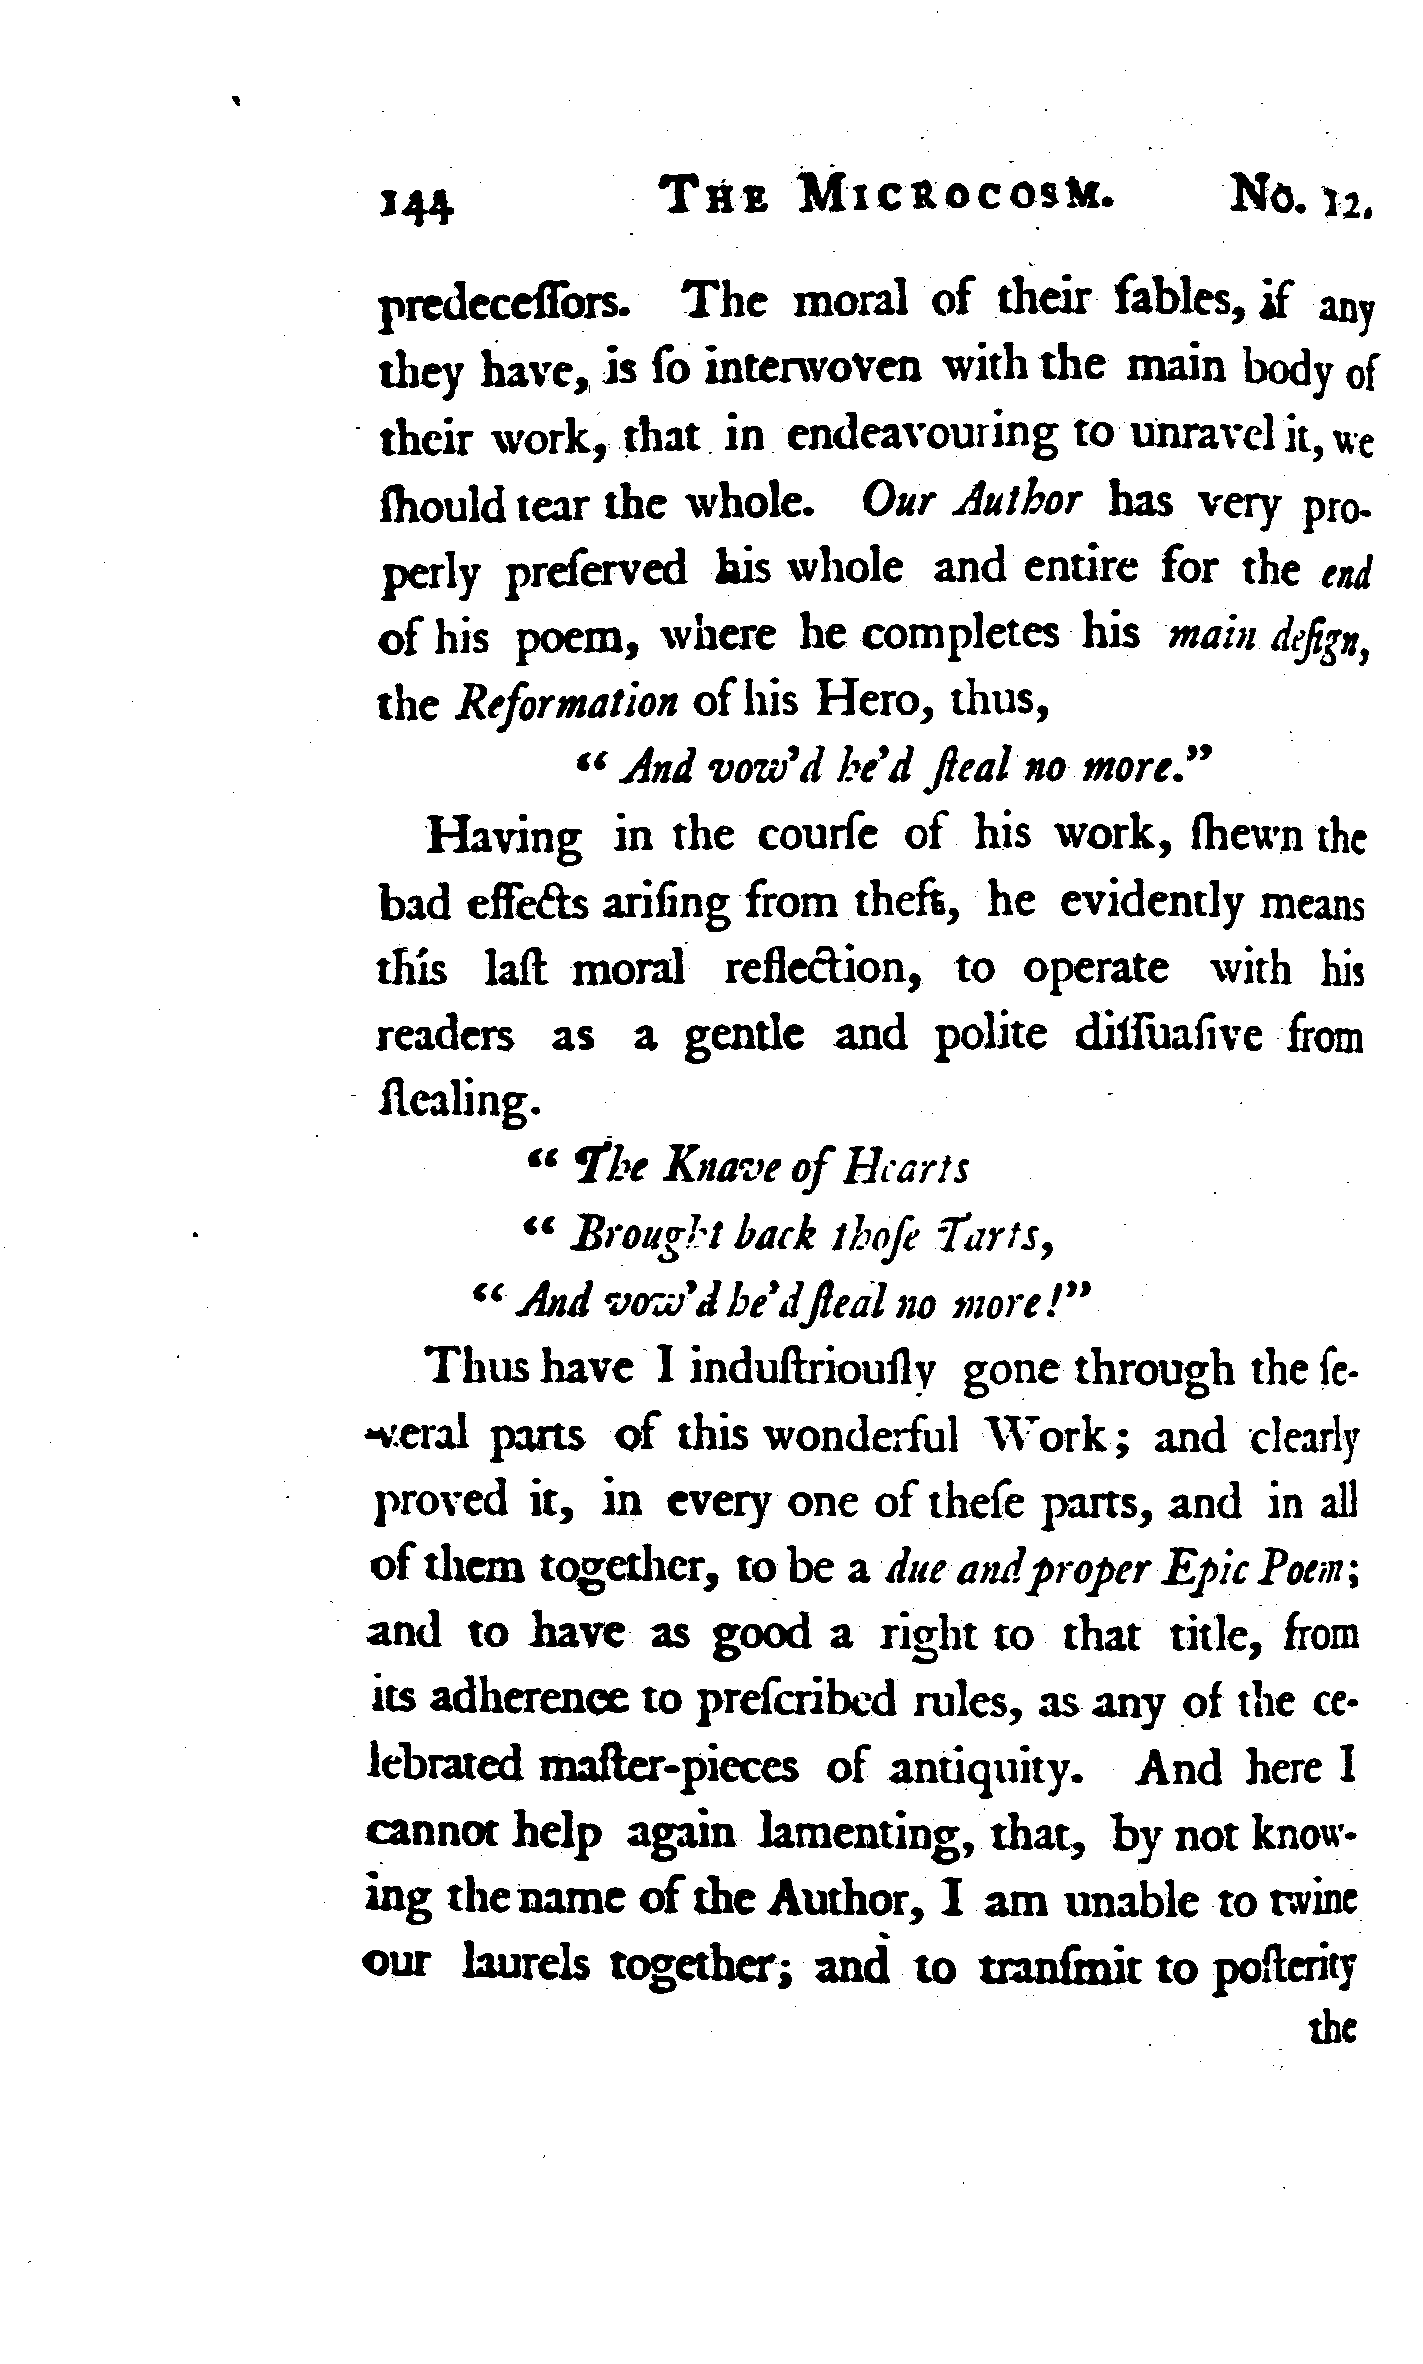 144 THE MICROCOSM. No. 12.
predeceſſors. The moral of their fables, if any
they have, is ſo interwoven with the main body of
their work, that in endeavouring to unravel it, we
ſhould tear the whole. Our Author has very pro-
perly preſerved his whole and entire for the end
of his poem, where he completes his main deſign,
the Reformation of his Hero, thus,
“ And vow'd he'd ſteal no more.”
Having in the courſe of his work, ſhewn the
bad effects ariſing from theft, he evidently means
this laſt moral reflection, to operate with his
readers as a gentle and polite diſſuaſive from
ſtealing.
“ The Knave of Hearts
“ Brought back thoſe Tarts,
“ And vow'd he'd ſteal no more!”
Thus have I induſtriouſly gone through the ſe-
veral parts of this wonderful Work; and clearly
proved it, in every one of theſe parts, and in all
of them together, to be a due and proper Epic Poem;
and to have as good a right to that title, from
its adherence to preſcribed rules, as any of the ce-
lebrated maſter-pieces of antiquity. And here I
cannot help again lamenting, that, by not know-
ing the name of the Author, I am unable to twine
our laurels together; and to tranſmit to poſterity
the